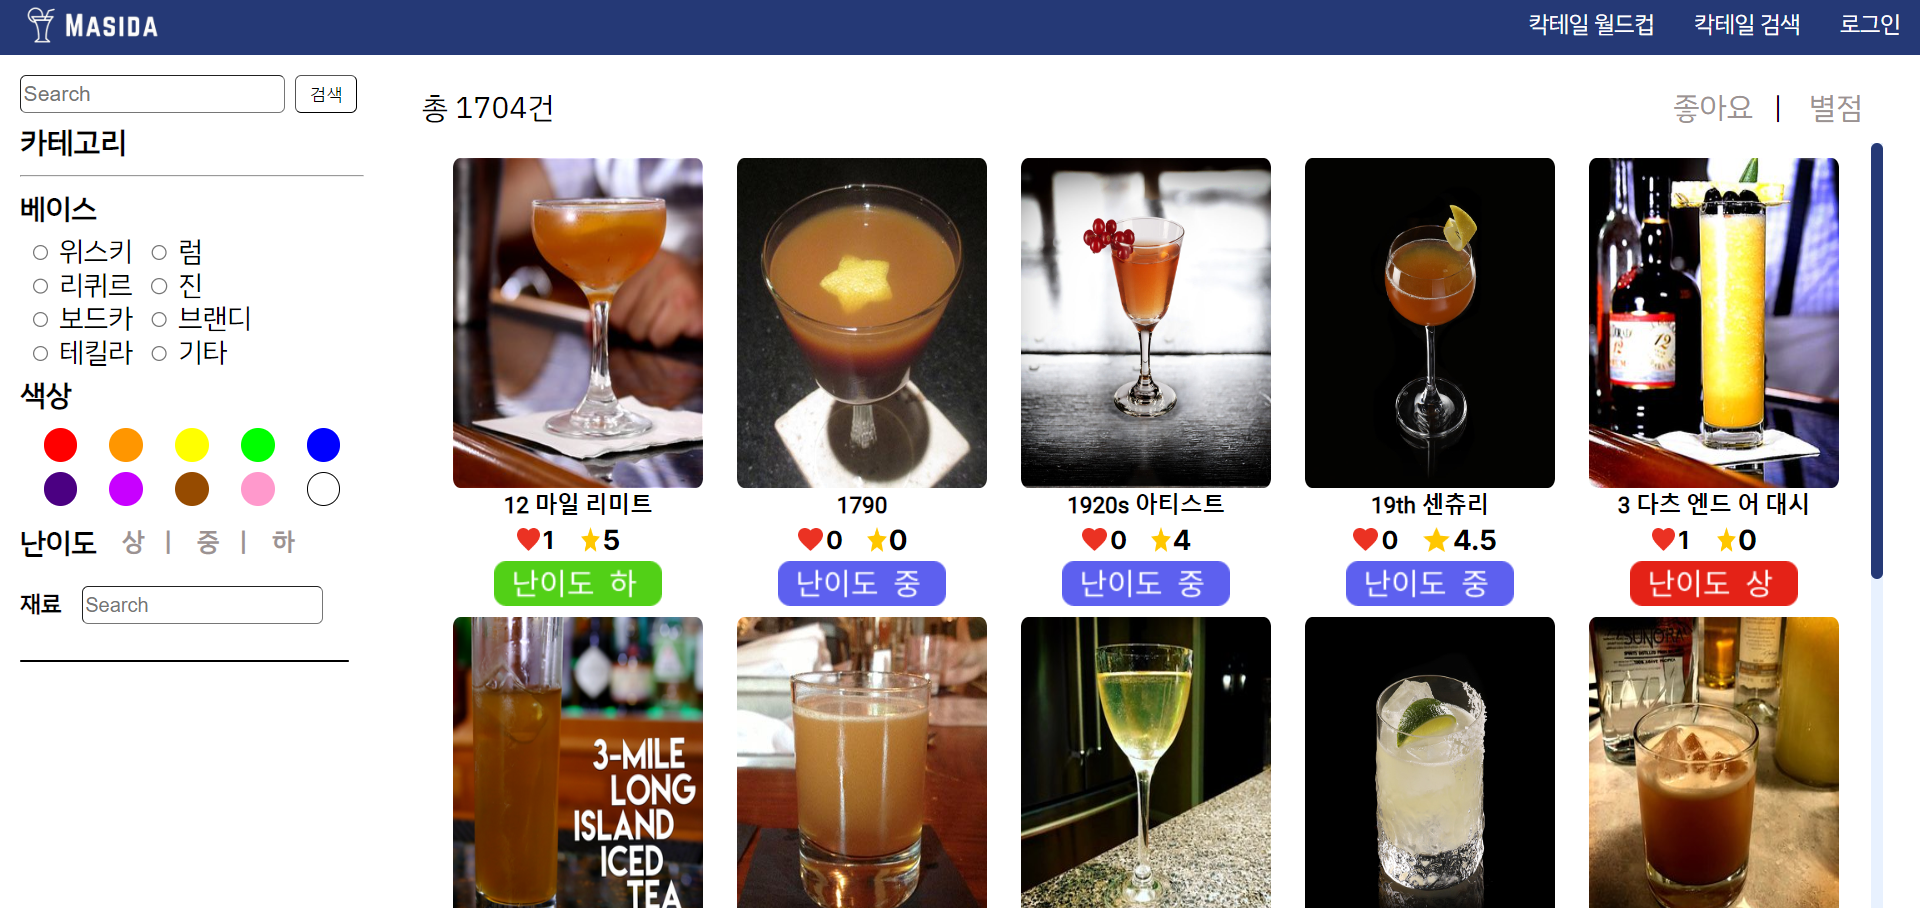 MASIDA
칵테일 월드컵 칵테일 검색 로그인
Search 검색
카테고리
베이스
위스키 럼
리퀴르 진
보드카 브랜디
테킬라 기타
색상
난이도 상 | 중 | 하
재료 Search
총 1704건
좋아요 | 별점
12 마일 리미트
1 5
난이도 하
1790
0 0
난이도 중
1920s 아티스트
0 4
난이도 중
19th 센츄리
0 4.5
난이도 중
12
12
3 다츠 엔드 어 대시
1 0
난이도 상
3-MILE
LONG
ISLAND
ICED
TEA